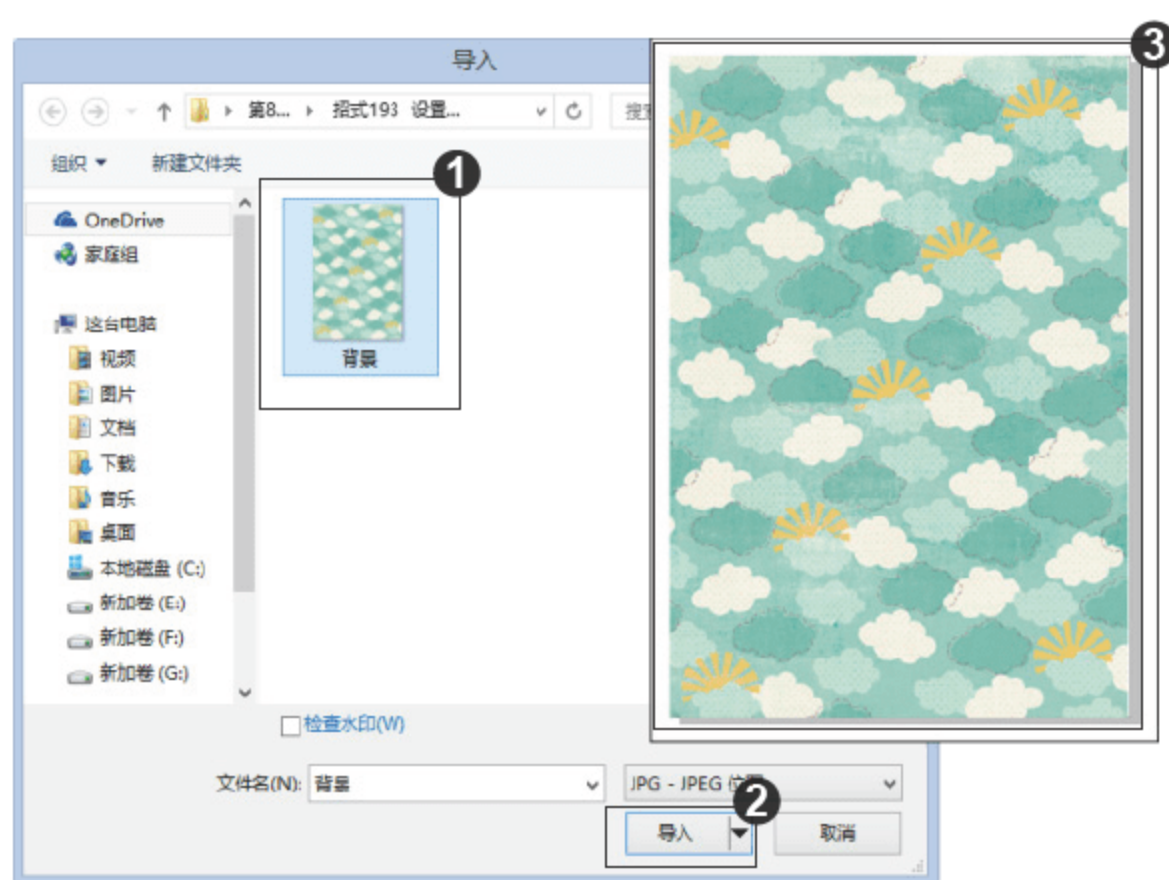 导入
3
第8... 招式193 设置...
组织 新建文件夹
1
OneDrive
家庭组
这台电脑
视频
图片
文档
下载
音乐
桌面
本地磁盘 (C:)
新加卷 (E:)
新加卷 (F:)
新加卷 (G:)
背景
检查水印(W)
文件名(N): 背景
JPG - JPEG
2
导入 取消